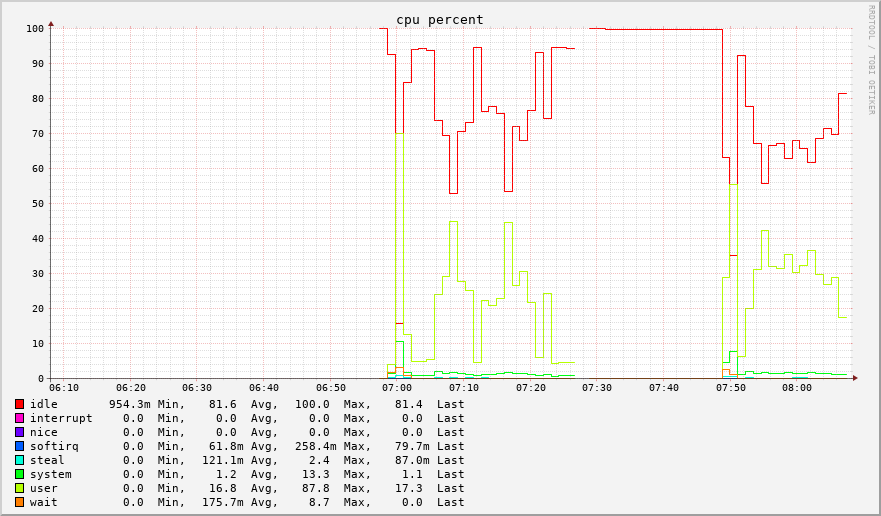 cpu percent
RRDTOOL / TOBI OETIKER
100
90
80
70
60
50
40
30
20
10
0
06:10 06:20 06:30 06:40 06:50 07:00 07:10 07:20 07:30 07:40 07:50 08:00
idle 954.3m Min, 81.6 Avg, 100.0 Max, 81.4 Last
interrupt 0.0 Min, 0.0 Avg, 0.0 Max, 0.0 Last
nice 0.0 Min, 0.0 Avg, 0.0 Max, 0.0 Last
softirq 0.0 Min, 61.8m Avg, 258.4m Max, 79.7m Last
steal 0.0 Min, 121.1m Avg, 2.4 Max, 87.0m Last
system 0.0 Min, 1.2 Avg, 13.3 Max, 1.1 Last
user 0.0 Min, 16.8 Avg, 87.8 Max, 17.3 Last
wait 0.0 Min, 175.7m Avg, 8.7 Max, 0.0 Last